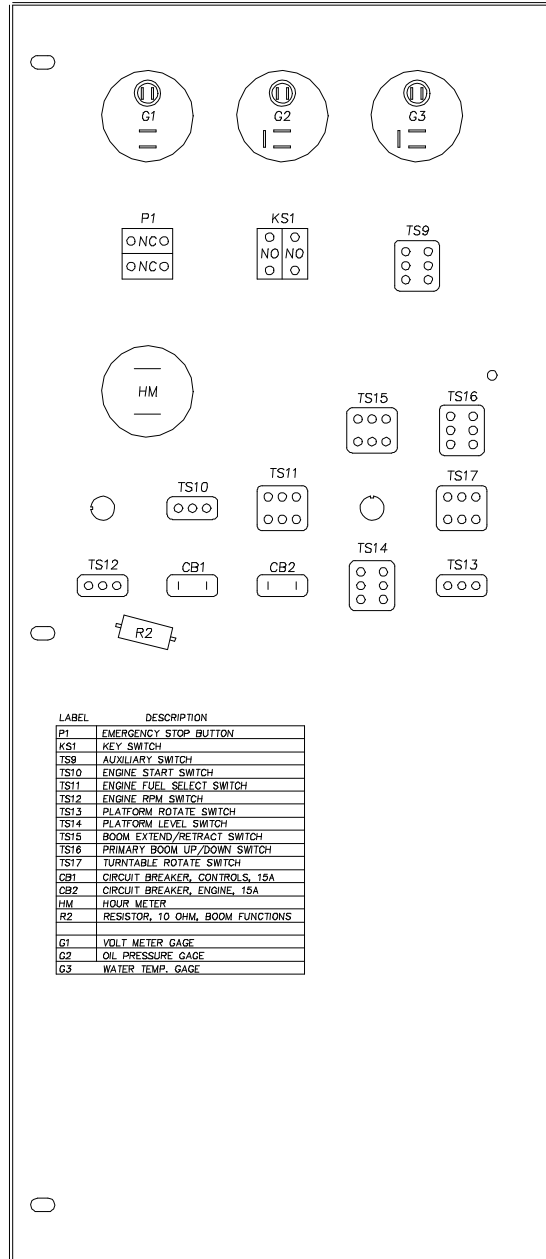 G1 G2 G3
P1 KS1
TS9
NC NO NO
NC
HM
TS15 TS16
TS10 TS11 TS17
TS12 CB1 CB2 TS14 TS13
R2
LABEL DESCRIPTION
P1 EMERGENCY STOP BUTTON
KS1 KEY SWITCH
TS9 AUXILIARY SWITCH
TS10 ENGINE START SWITCH
TS11 ENGINE FUEL SELECT SWITCH
TS12 ENGINE RPM SWITCH
TS13 PLATFORM ROTATE SWITCH
TS14 PLATFORM LEVEL SWITCH
TS15 BOOM EXTEND/RETRACT SWITCH
TS16 PRIMARY BOOM UP/DOWN SWITCH
TS17 TURNTABLE ROTATE SWITCH
CB1 CIRCUIT BREAKER, CONTROLS, 15A
CB2 CIRCUIT BREAKER, ENGINE, 15A
HM HOUR METER
R2 RESISTOR, 10 OHM, BOOM FUNCTIONS
G1 VOLT METER GAGE
G2 OIL PRESSURE GAGE
G3 WATER TEMP. GAGE